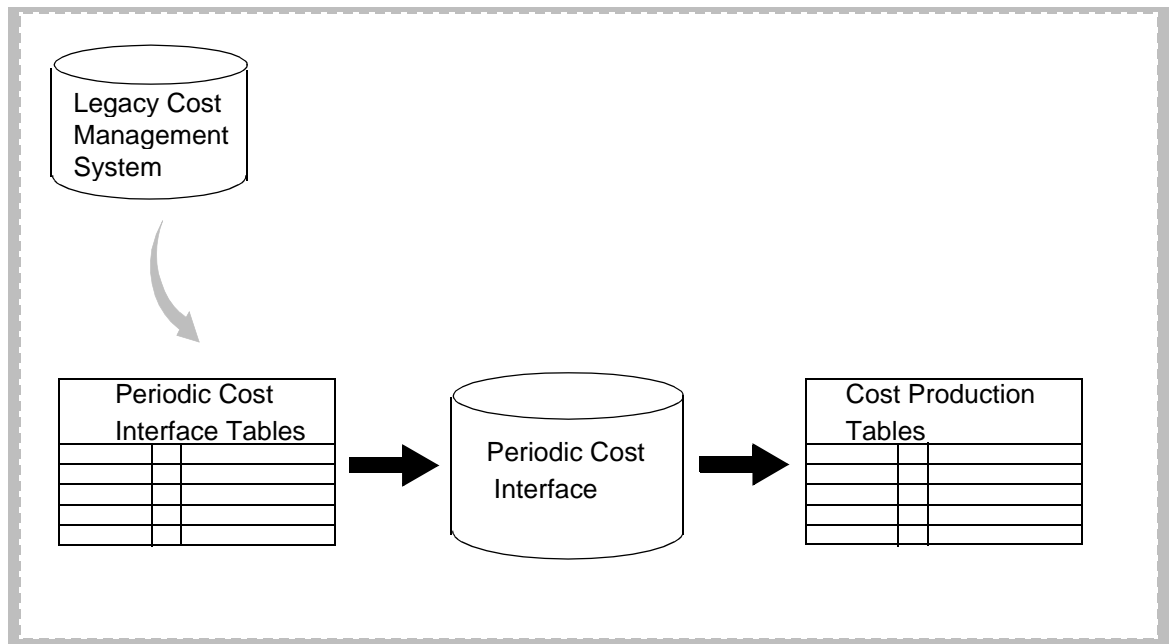 Legacy Cost
Management
System
Periodic Cost
Interface Tables
Periodic Cost
Interface
Cost Production
Tables